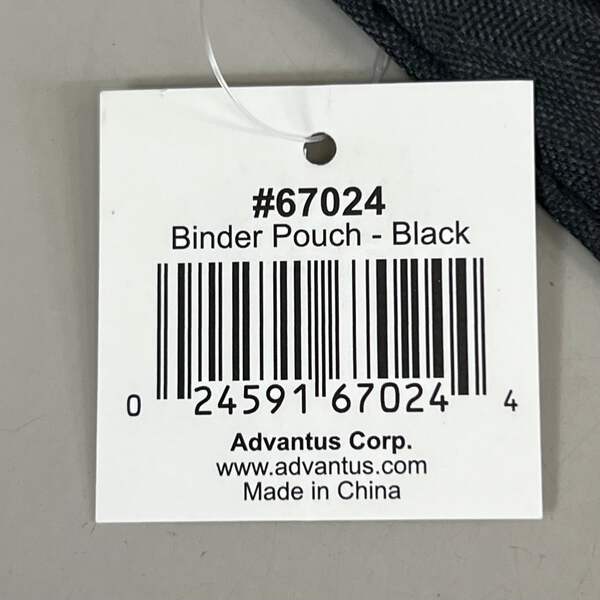 #67024
Binder Pouch - Black
0 24591 67024 4
Advantus Corp.
www.advantus.com
Made in China